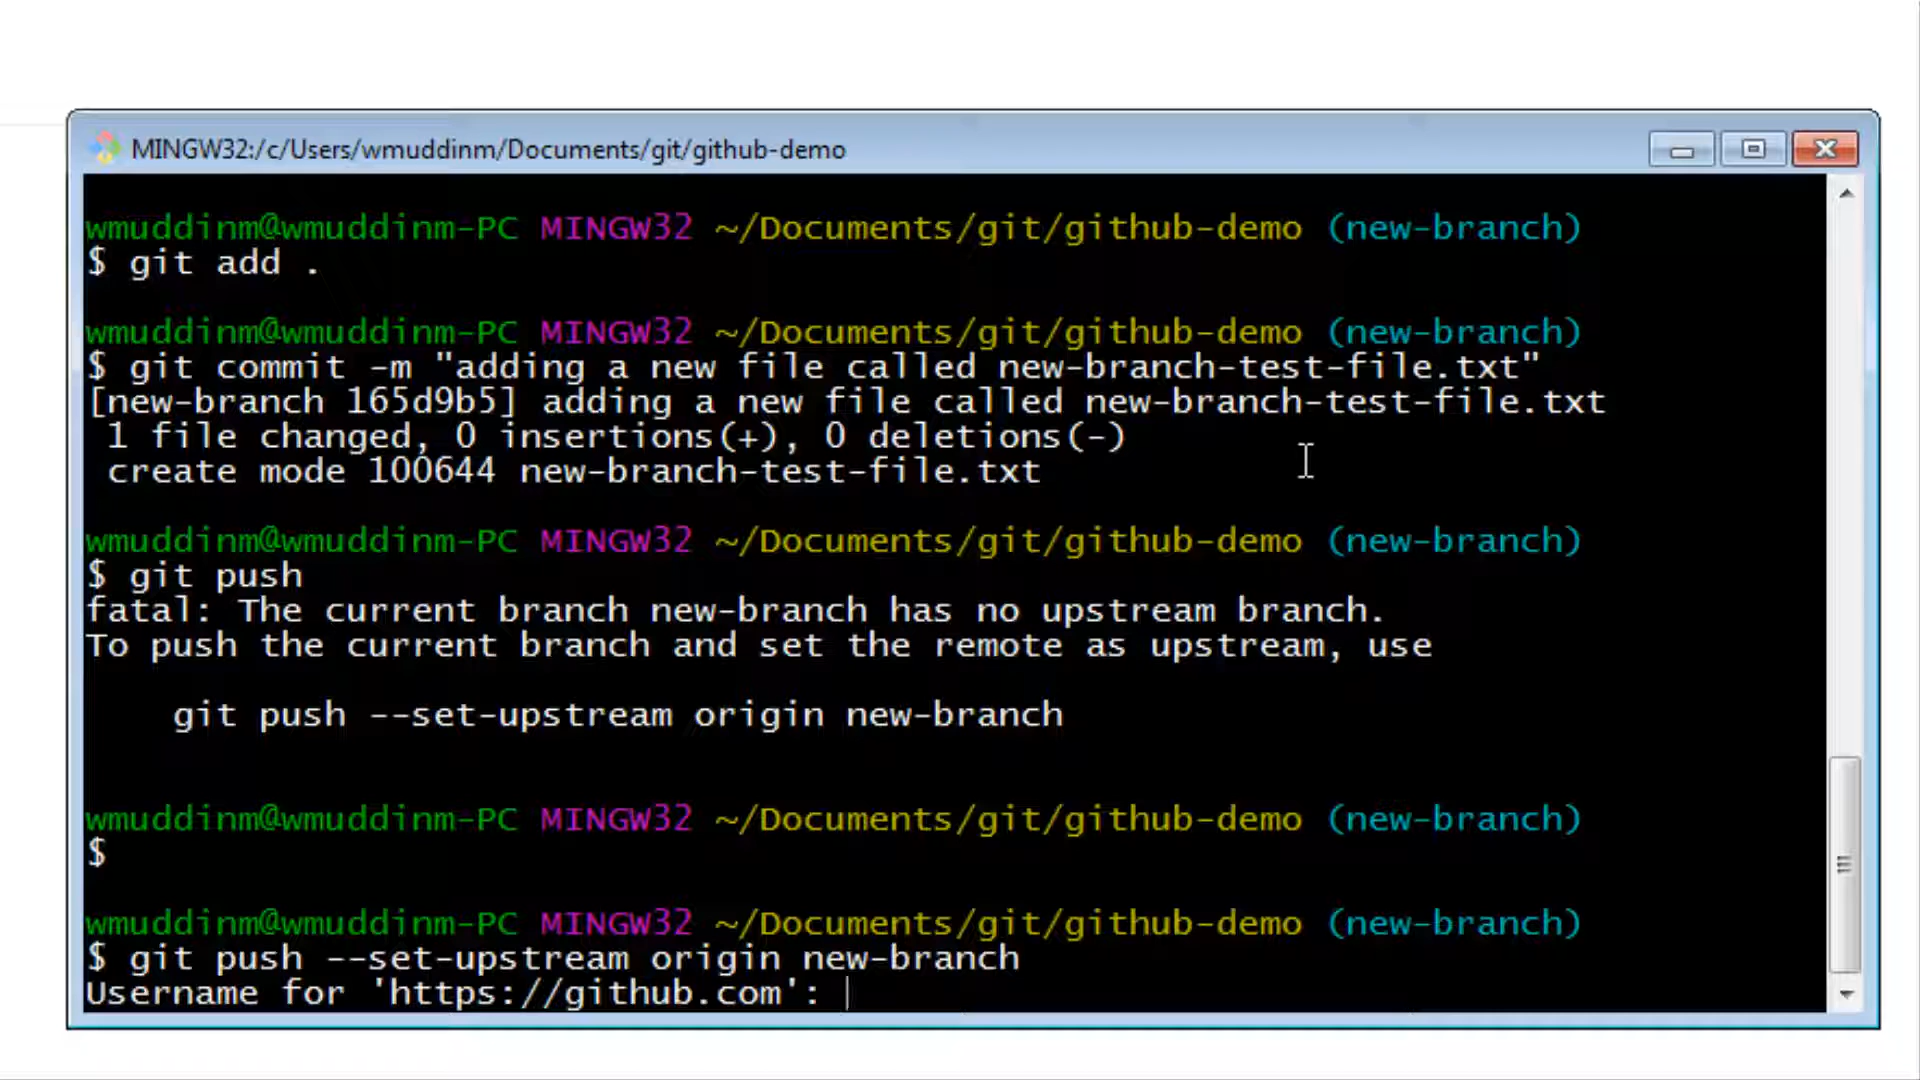 MINGW32:/c/Users/wmuddinm/Documents/git/github-demo
wmuddinm@wmuddinm-PC MINGW32 ~/Documents/git/github-demo (new-branch)
$ git add .
wmuddinm@wmuddinm-PC MINGW32 ~/Documents/git/github-demo (new-branch)
$ git commit -m "adding a new file called new-branch-test-file.txt"
[new-branch 165d9b5] adding a new file called new-branch-test-file.txt
1 file changed, 0 insertions(+), 0 deletions(-)
create mode 100644 new-branch-test-file.txt
wmuddinm@wmuddinm-PC MINGW32 ~/Documents/git/github-demo (new-branch)
$ git push
fatal: The current branch new-branch has no upstream branch.
To push the current branch and set the remote as upstream, use
git push --set-upstream origin new-branch
wmuddinm@wmuddinm-PC MINGW32 ~/Documents/git/github-demo (new-branch)
$
wmuddinm@wmuddinm-PC MINGW32 ~/Documents/git/github-demo (new-branch)
$ git push --set-upstream origin new-branch
Username for 'https://github.com':